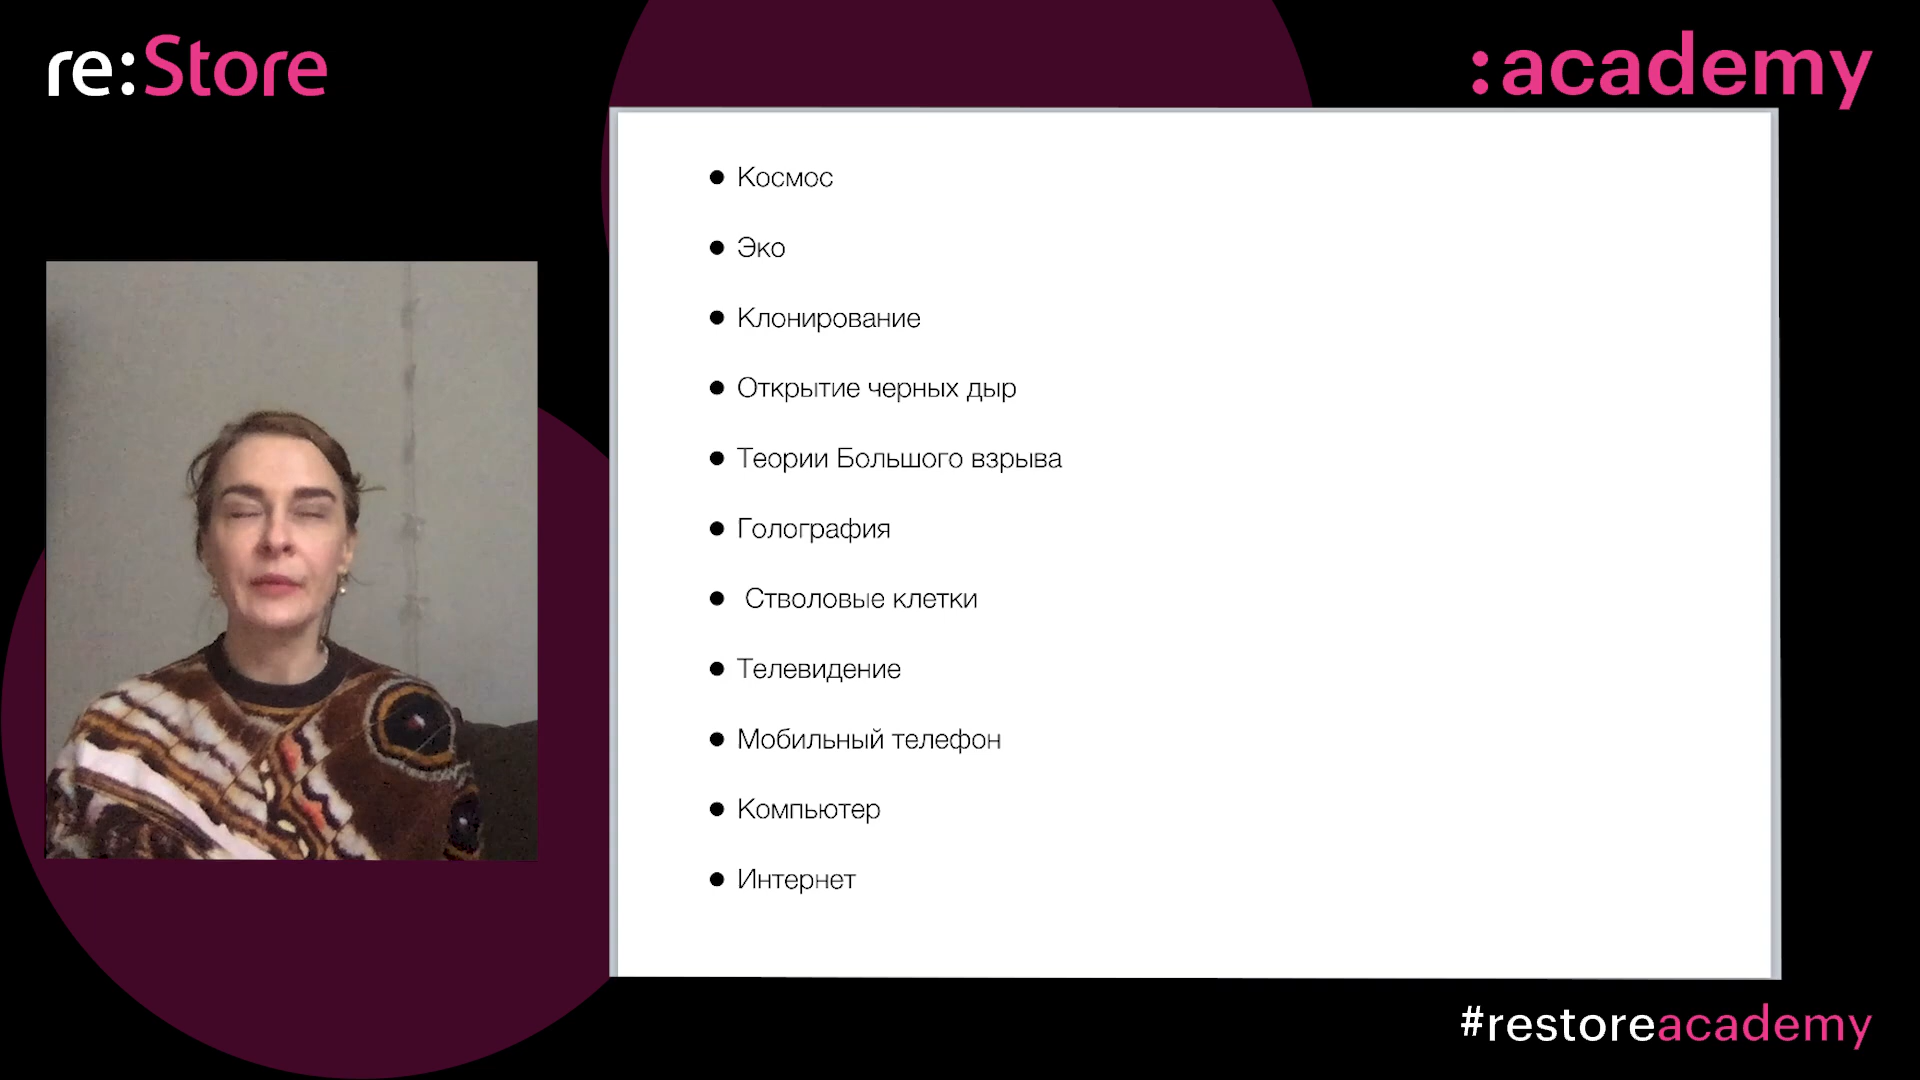 re:Store
:academy
Космос
Эко
Клонирование
Открытие черных дыр
Теории Большого взрыва
Голография
Стволовые клетки
Телевидение
Мобильный телефон
Компьютер
Интернет
#restoreacademy